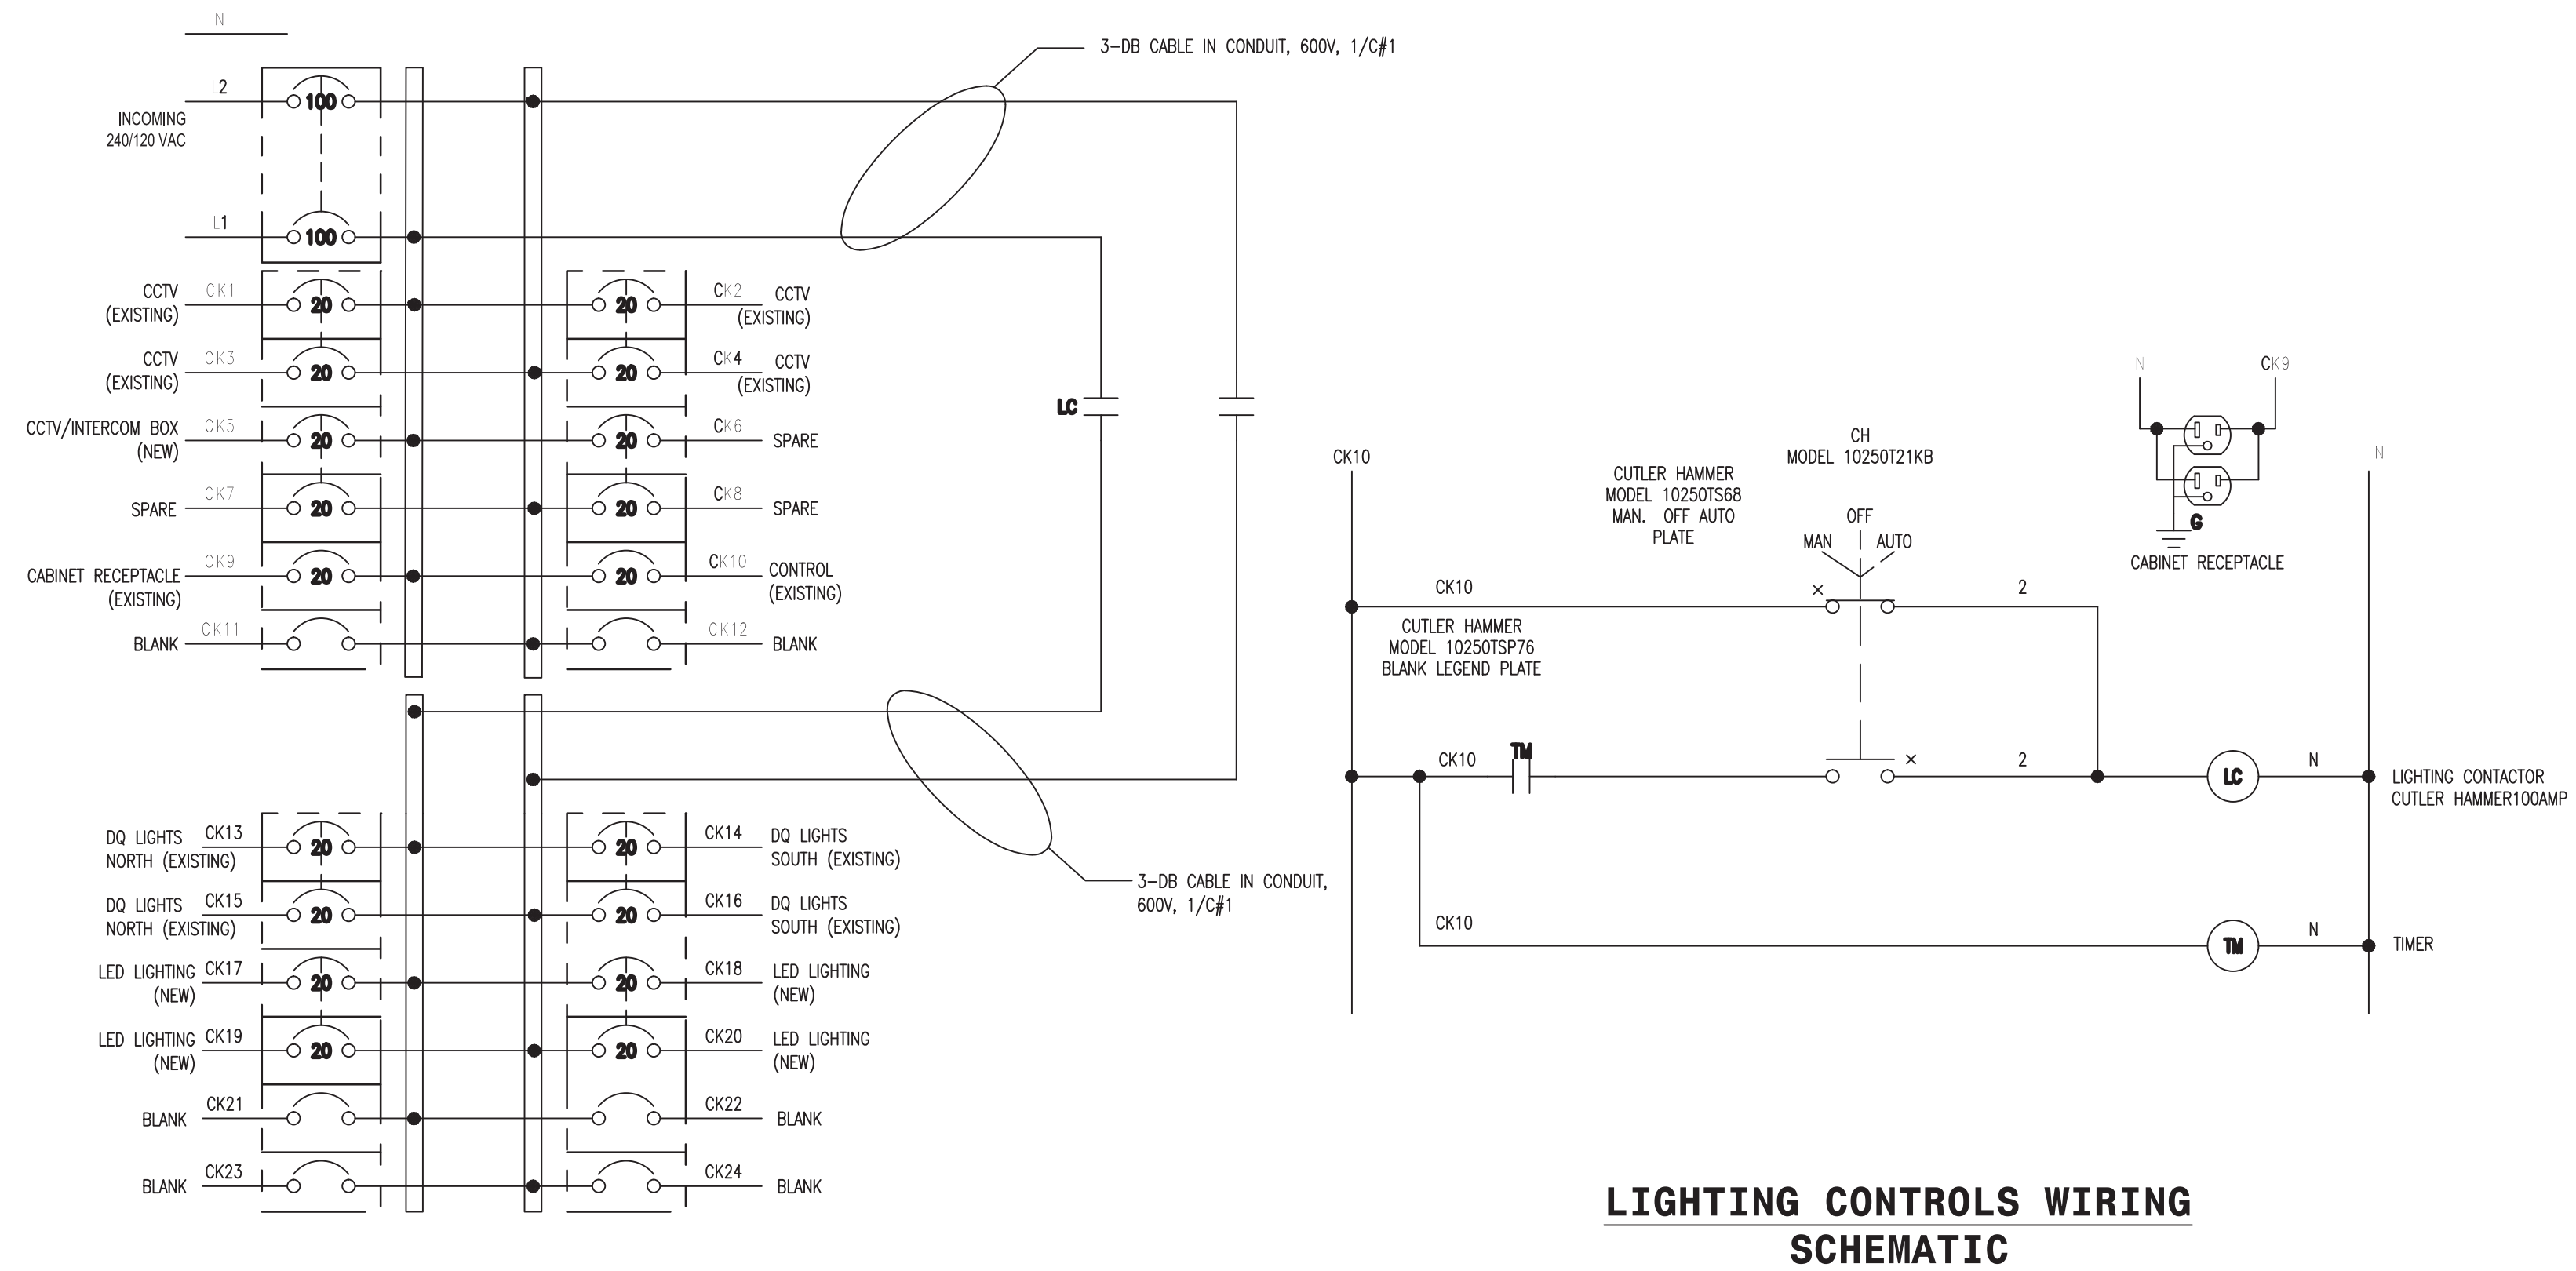 N
3-DB CABLE IN CONDUIT, 600V, 1/C#1
L2
100
INCOMING
240/120 VAC
L1
100
CCTV
(EXISTING)
CK1
20
20
CK2
CCTV
(EXISTING)
CCTV
(EXISTING)
CK3
20
20
CK4
CCTV
(EXISTING)
CCTV/INTERCOM BOX
(NEW)
CK5
20
20
CK6
SPARE
SPARE
CK7
20
20
CK8
SPARE
CABINET RECEPTACLE
(EXISTING)
CK9
20
20
CK10
CONTROL
(EXISTING)
BLANK
CK11
CK12
BLANK
LC
3-DB CABLE IN CONDUIT,
600V, 1/C#1
DQ LIGHTS
NORTH (EXISTING)
CK13
20
20
CK14
DQ LIGHTS
SOUTH (EXISTING)
DQ LIGHTS
NORTH (EXISTING)
CK15
20
20
CK16
DQ LIGHTS
SOUTH (EXISTING)
LED LIGHTING
(NEW)
CK17
20
20
CK18
LED LIGHTING
(NEW)
LED LIGHTING
(NEW)
CK19
20
20
CK20
LED LIGHTING
(NEW)
BLANK
CK21
CK22
BLANK
BLANK
CK23
CK24
BLANK
CK10
CUTLER HAMMER
MODEL 10250TS68
MAN. OFF AUTO
PLATE
CH
MODEL 10250T21KB
OFF
MAN
AUTO
N
CK9
G
CABINET RECEPTACLE
N
CK10
×
2
CUTLER HAMMER
MODEL 10250TSP76
BLANK LEGEND PLATE
CK10
TM
×
2
LC
N
LIGHTING CONTACTOR
CUTLER HAMMER100AMP
CK10
TM
N
TIMER
LIGHTING CONTROLS WIRING
SCHEMATIC